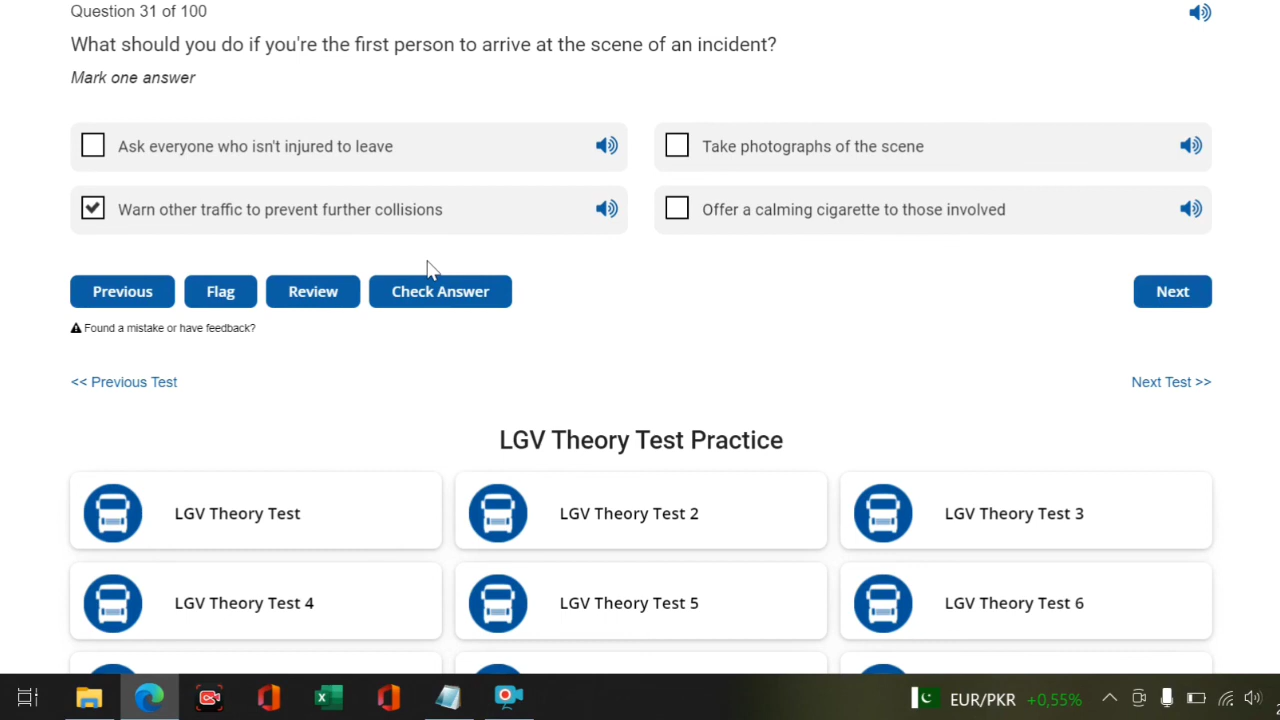 Question 31 of 100
What should you do if you're the first person to arrive at the scene of an incident?
Mark one answer
Ask everyone who isn't injured to leave
Take photographs of the scene
Warn other traffic to prevent further collisions
Offer a calming cigarette to those involved
Previous
Flag
Review
Check Answer
Next
Found a mistake or have feedback?
<< Previous Test
Next Test >>
LGV Theory Test Practice
LGV Theory Test
LGV Theory Test 2
LGV Theory Test 3
LGV Theory Test 4
LGV Theory Test 5
LGV Theory Test 6
EUR/PKR +0,55%